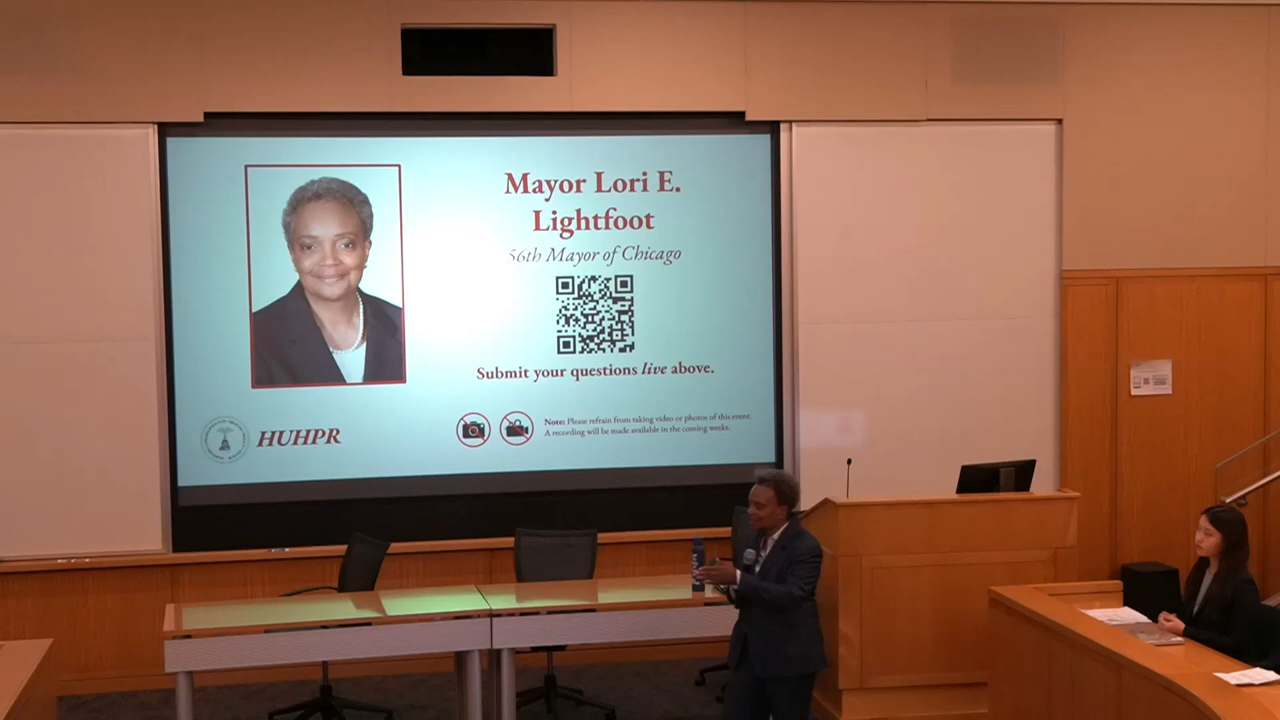 Mayor Lori E.
Lightfoot
56th Mayor of Chicago
Submit your questions live above.
HUHPR
Note: Please refrain from taking video or photos of this event.
A recording will be made available in the coming weeks.